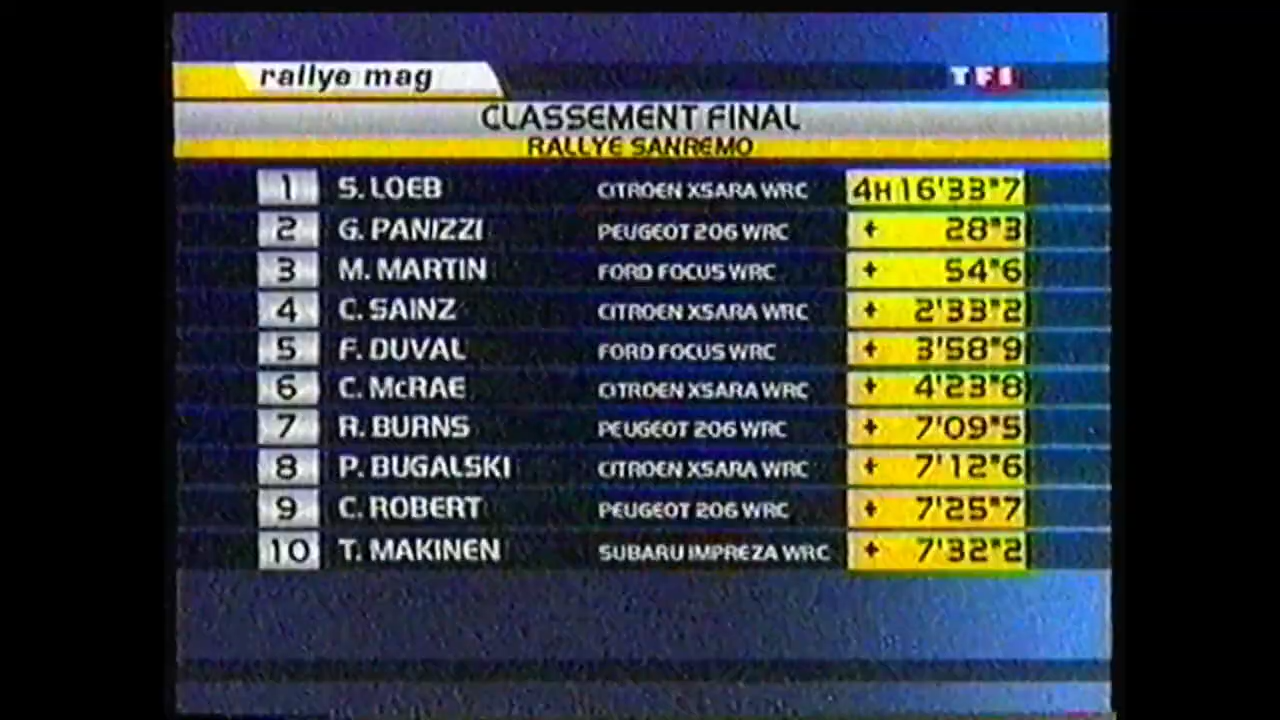 rallye mag TF1
CLASSEMENT FINAL
RALLYE SANREMO
1 S. LOEB CITROEN XSARA WRC 4H16'33"7
2 G. PANIZZI PEUGEOT 206 WRC + 28"3
3 M. MARTIN FORD FOCUS WRC + 54"6
4 C. SAINZ CITROEN XSARA WRC + 2'33"2
5 F. DUVAL FORD FOCUS WRC + 3'58"9
6 C. McRAE CITROEN XSARA WRC + 4'23"8
7 R. BURNS PEUGEOT 206 WRC + 7'09"5
8 P. BUGALSKI CITROEN XSARA WRC + 7'12"6
9 C. ROBERT PEUGEOT 206 WRC + 7'25"7
10 T. MAKINEN SUBARU IMPREZA WRC + 7'32"2